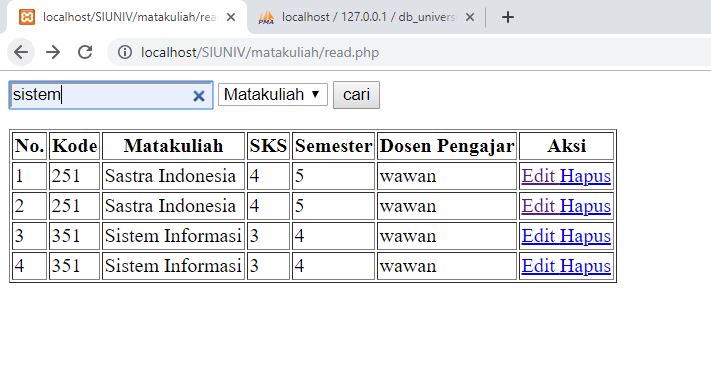 localhost/SIUNIV/matakuliah/rea
localhost / 127.0.0.1 / db_univers
localhost/SIUNIV/matakuliah/read.php
sistem Matakuliah cari
No. Kode Matakuliah SKS Semester Dosen Pengajar Aksi
1 251 Sastra Indonesia 4 5 wawan Edit Hapus
2 251 Sastra Indonesia 4 5 wawan Edit Hapus
3 351 Sistem Informasi 3 4 wawan Edit Hapus
4 351 Sistem Informasi 3 4 wawan Edit Hapus